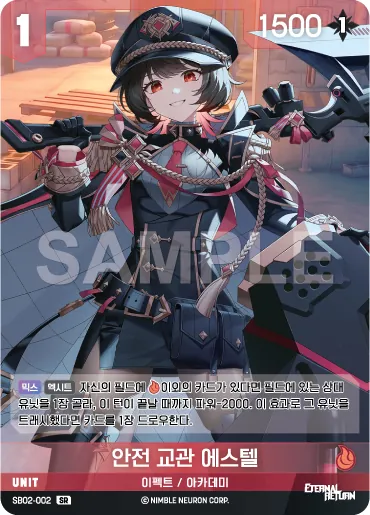 1
1500 1
SAMPLE
믹스 엑시트 자신의 필드에 이외의 카드가 있다면 필드에 있는 상대
유닛을 1장 골라, 이 턴이 끝날 때까지 파워-2000. 이 효과로 그 유닛을
트래시했다면 카드를 1장 드로우한다.
안전 교관 에스텔
UNIT 이펙트 / 아카데미
SB02-002 SR © NIMBLE NEURON CORP. ETERNAL RETURN